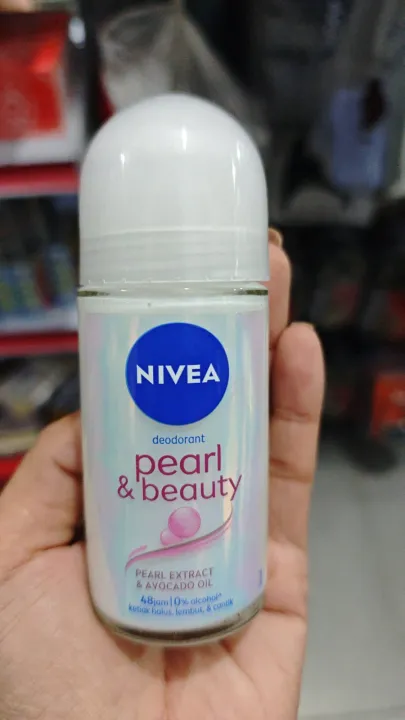 NIVEA
deodorant
pearl
& beauty
PEARL EXTRACT
& AVOCADO OIL
48jam | 0% alcohol*
ketiak halus, lembut, & cantik